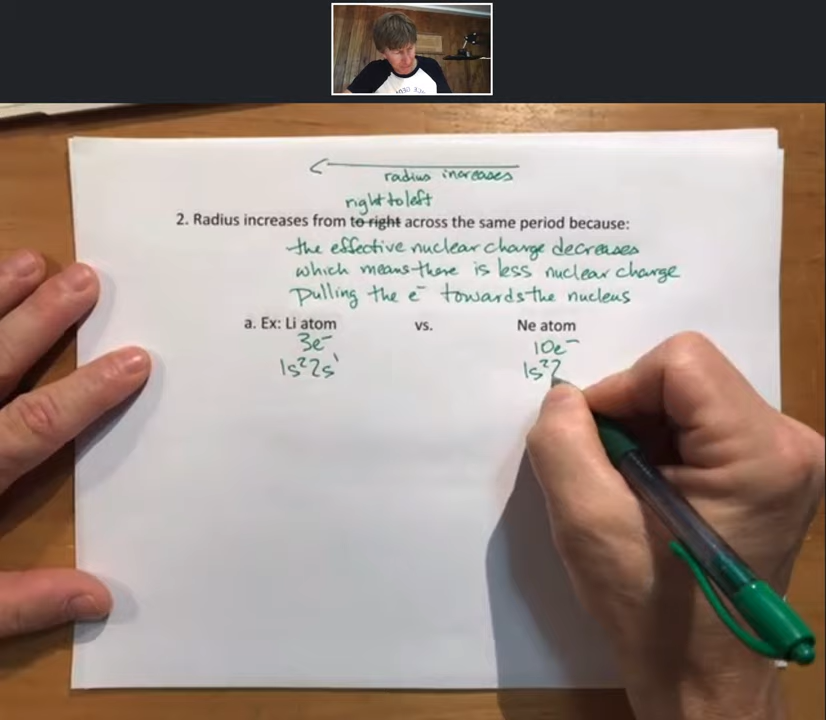 radius increases
right to left
2. Radius increases from to right across the same period because:
the effective nuclear charge decreases
which means there is less nuclear charge
pulling the e⁻ towards the nucleus
a. Ex: Li atom vs. Ne atom
3e⁻ 10e⁻
1s²2s¹ 1s²2